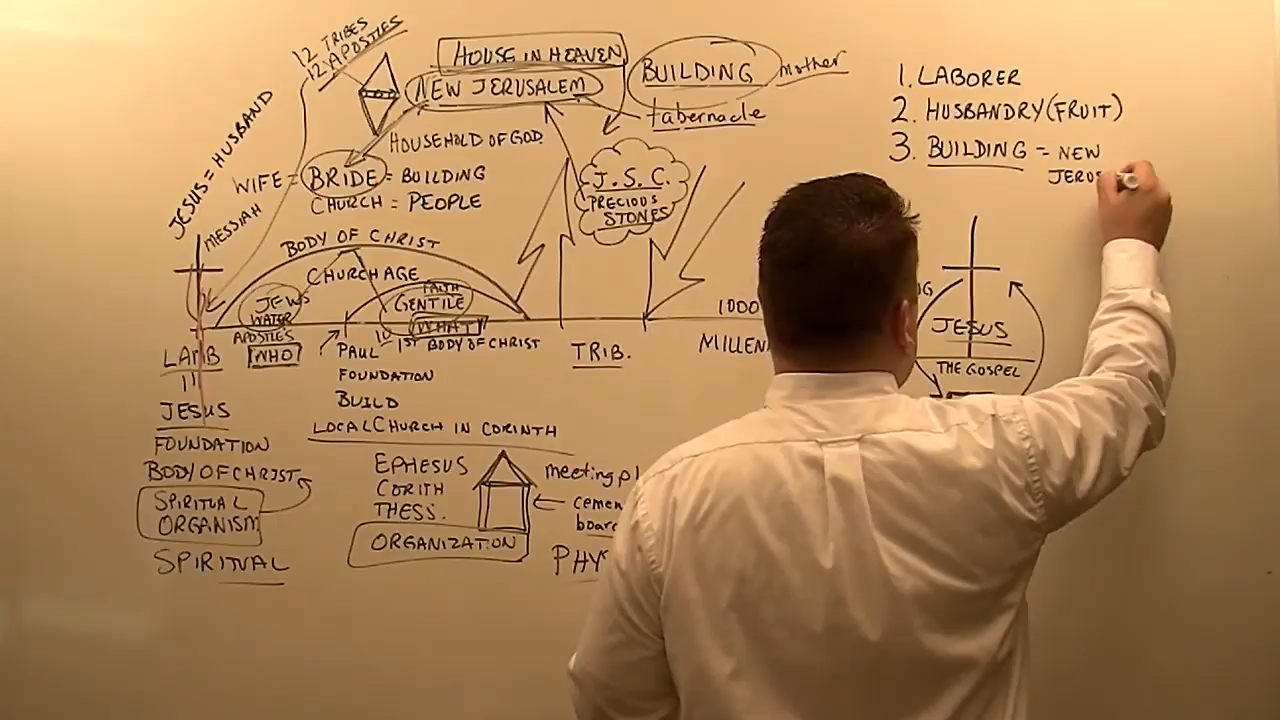 12 TRIBES
12 APOSTLES
HOUSE IN HEAVEN
NEW JERUSALEM
BUILDING mother
tabernacle
HOUSEHOLD OF GOD
JESUS = HUSBAND
MESSIAH
WIFE = BRIDE = BUILDING
CHURCH = PEOPLE
J.S.C.
PRECIOUS
STONES
BODY OF CHRIST
CHURCH AGE
JEWS
WATER
APOSTLES
WHO
FAITH
GENTILE
WHAT
1ST BODY OF CHRIST
PAUL
FOUNDATION
BUILD
TRIB.
1000
MILLEN
LAMB
JESUS
FOUNDATION
BODY OF CHRIST
SPIRITUAL
ORGANISM
SPIRITUAL
LOCAL CHURCH IN CORINTH
EPHESUS
CORITH
THESS.
ORGANIZATION
meeting pl
cemen
boar
PHY
1. LABORER
2. HUSBANDRY (FRUIT)
3. BUILDING = NEW
JERUS
G
JESUS
THE GOSPEL